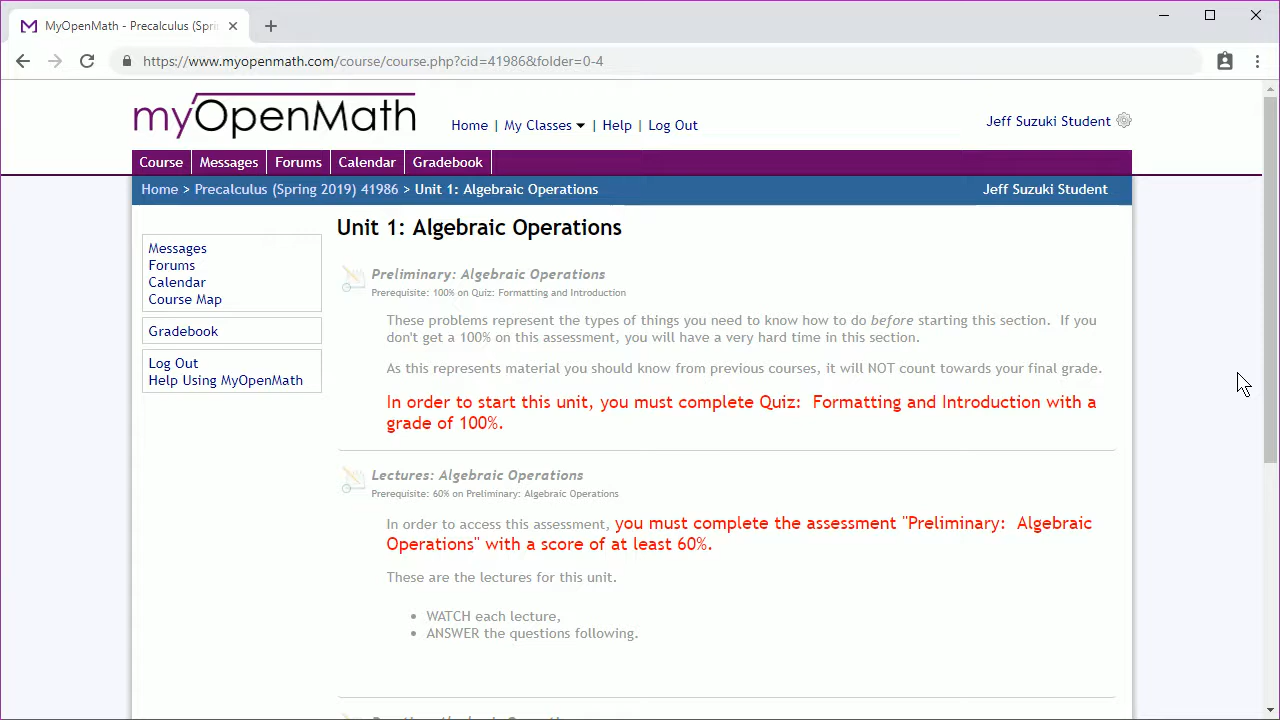 MyOpenMath - Precalculus (Spri
https://www.myopenmath.com/course/course.php?cid=41986&folder=0-4
myOpenMath
Home | My Classes | Help | Log Out
Jeff Suzuki Student
Course Messages Forums Calendar Gradebook
Home > Precalculus (Spring 2019) 41986 > Unit 1: Algebraic Operations
Jeff Suzuki Student
Messages
Forums
Calendar
Course Map
Gradebook
Log Out
Help Using MyOpenMath
Unit 1: Algebraic Operations
Preliminary: Algebraic Operations
Prerequisite: 100% on Quiz: Formatting and Introduction
These problems represent the types of things you need to know how to do before starting this section. If you
don't get a 100% on this assessment, you will have a very hard time in this section.
As this represents material you should know from previous courses, it will NOT count towards your final grade.
In order to start this unit, you must complete Quiz: Formatting and Introduction with a
grade of 100%.
Lectures: Algebraic Operations
Prerequisite: 60% on Preliminary: Algebraic Operations
In order to access this assessment, you must complete the assessment "Preliminary: Algebraic
Operations" with a score of at least 60%.
These are the lectures for this unit.
• WATCH each lecture,
• ANSWER the questions following.